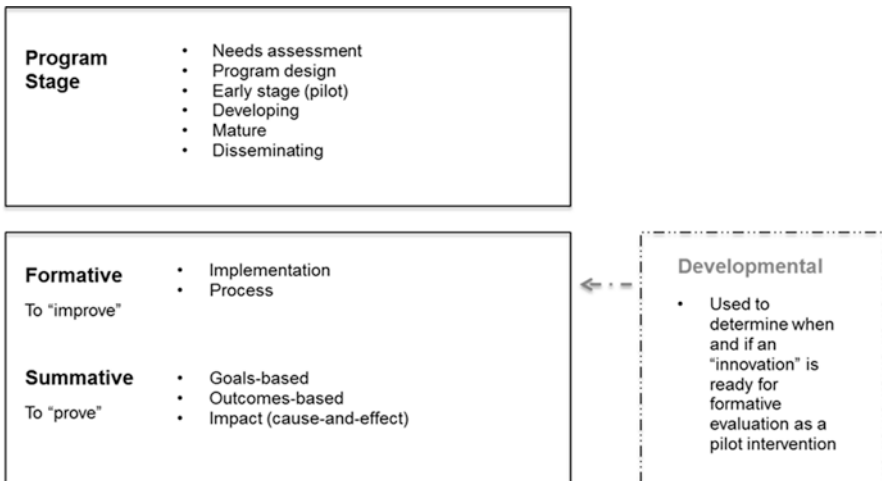 Program
Stage
• Needs assessment
• Program design
• Early stage (pilot)
• Developing
• Mature
• Disseminating
Formative
To “improve”
• Implementation
• Process
Summative
To “prove”
• Goals-based
• Outcomes-based
• Impact (cause-and-effect)
Developmental
• Used to
determine when
and if an
“innovation” is
ready for
formative
evaluation as a
pilot intervention